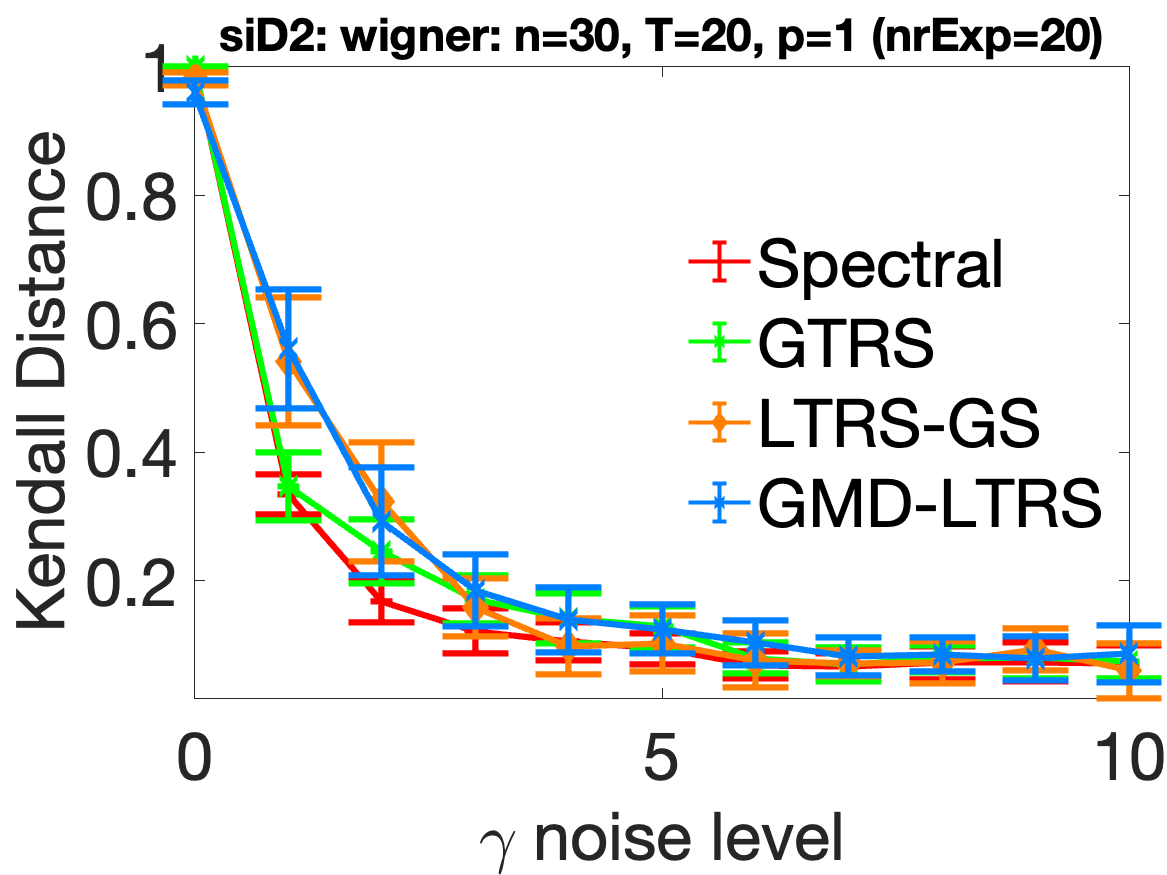 siD2: wigner: n=30, T=20, p=1 (nrExp=20)
Kendall Distance
1
0.8
0.6
0.4
0.2
Spectral
GTRS
LTRS-GS
GMD-LTRS
0 5 10
γ noise level